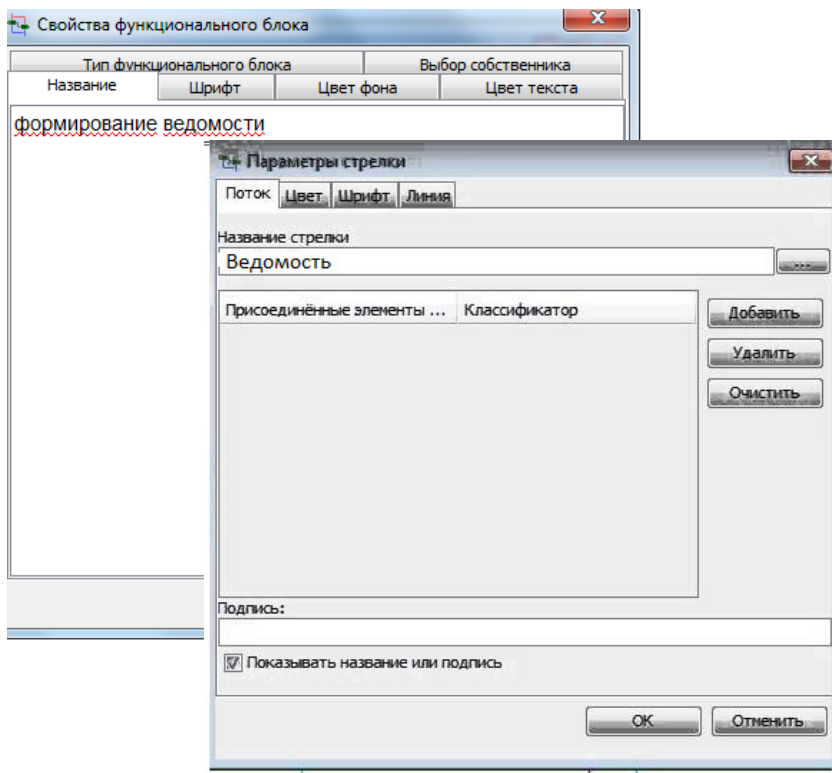 Свойства функционального блока
Тип функционального блока Выбор собственника
Название Шрифт Цвет фона Цвет текста
формирование ведомости
Параметры стрелки
Поток Цвет Шрифт Линия
Название стрелки
Ведомость ...
Присоединённые элементы ... Классификатор
Добавить
Удалить
Очистить
Подпись:
Показывать название или подпись
OK Отменить